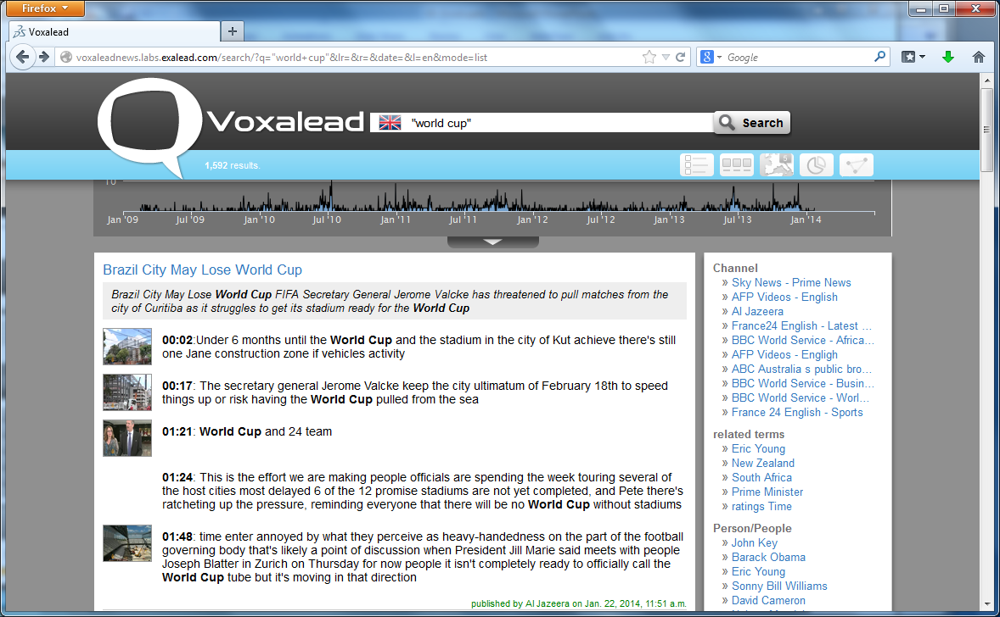 Firefox
Voxalead
voxaleadnews.labs.exalead.com/search/?q="world+cup"&lr=&r=&date=&l=en&mode=list
Google
Voxalead
"world cup"
Search
1,592 results.
5
10
Jan '09 Jul '09 Jan '10 Jul '10 Jan '11 Jul '11 Jan '12 Jul '12 Jan '13 Jul '13 Jan '14
Brazil City May Lose World Cup
Brazil City May Lose World Cup FIFA Secretary General Jerome Valcke has threatened to pull matches from the
city of Curitiba as it struggles to get its stadium ready for the World Cup
00:02:Under 6 months until the World Cup and the stadium in the city of Kut achieve there's still
one Jane construction zone if vehicles activity
00:17: The secretary general Jerome Valcke keep the city ultimatum of February 18th to speed
things up or risk having the World Cup pulled from the sea
01:21: World Cup and 24 team
01:24: This is the effort we are making people officials are spending the week touring several of
the host cities most delayed 6 of the 12 promise stadiums are not yet completed, and Pete there's
ratcheting up the pressure, reminding everyone that there will be no World Cup without stadiums
01:48: time enter annoyed by what they perceive as heavy-handedness on the part of the football
governing body that's likely a point of discussion when President Jill Marie said meets with people
Joseph Blatter in Zurich on Thursday for now people it isn't completely ready to officially call the
World Cup tube but it's moving in that direction
published by Al Jazeera on Jan. 22, 2014, 11:51 a.m.
Channel
» Sky News - Prime News
» AFP Videos - English
» Al Jazeera
» France24 English - Latest ...
» BBC World Service - Africa...
» AFP Videos - Engligh
» ABC Australia s public bro...
» BBC World Service - Busin...
» BBC World Service - Worl...
» France 24 English - Sports
related terms
» Eric Young
» New Zealand
» South Africa
» Prime Minister
» ratings Time
Person/People
» John Key
» Barack Obama
» Eric Young
» Sonny Bill Williams
» David Cameron